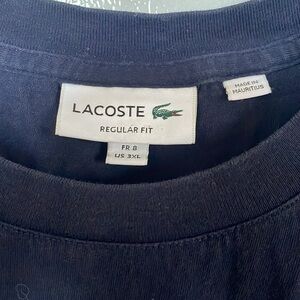 LACOSTE
REGULAR FIT
FR 8
US 3XL
MADE IN
MAURITIUS